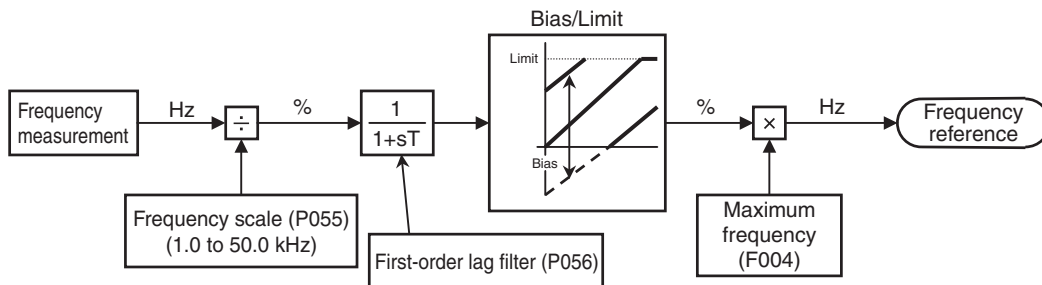 Bias/Limit
Limit
Bias
Frequency
measurement
Hz
÷
%
1
1+sT
%
×
Hz
Frequency
reference
Frequency scale (P055)
(1.0 to 50.0 kHz)
First-order lag filter (P056)
Maximum
frequency
(F004)